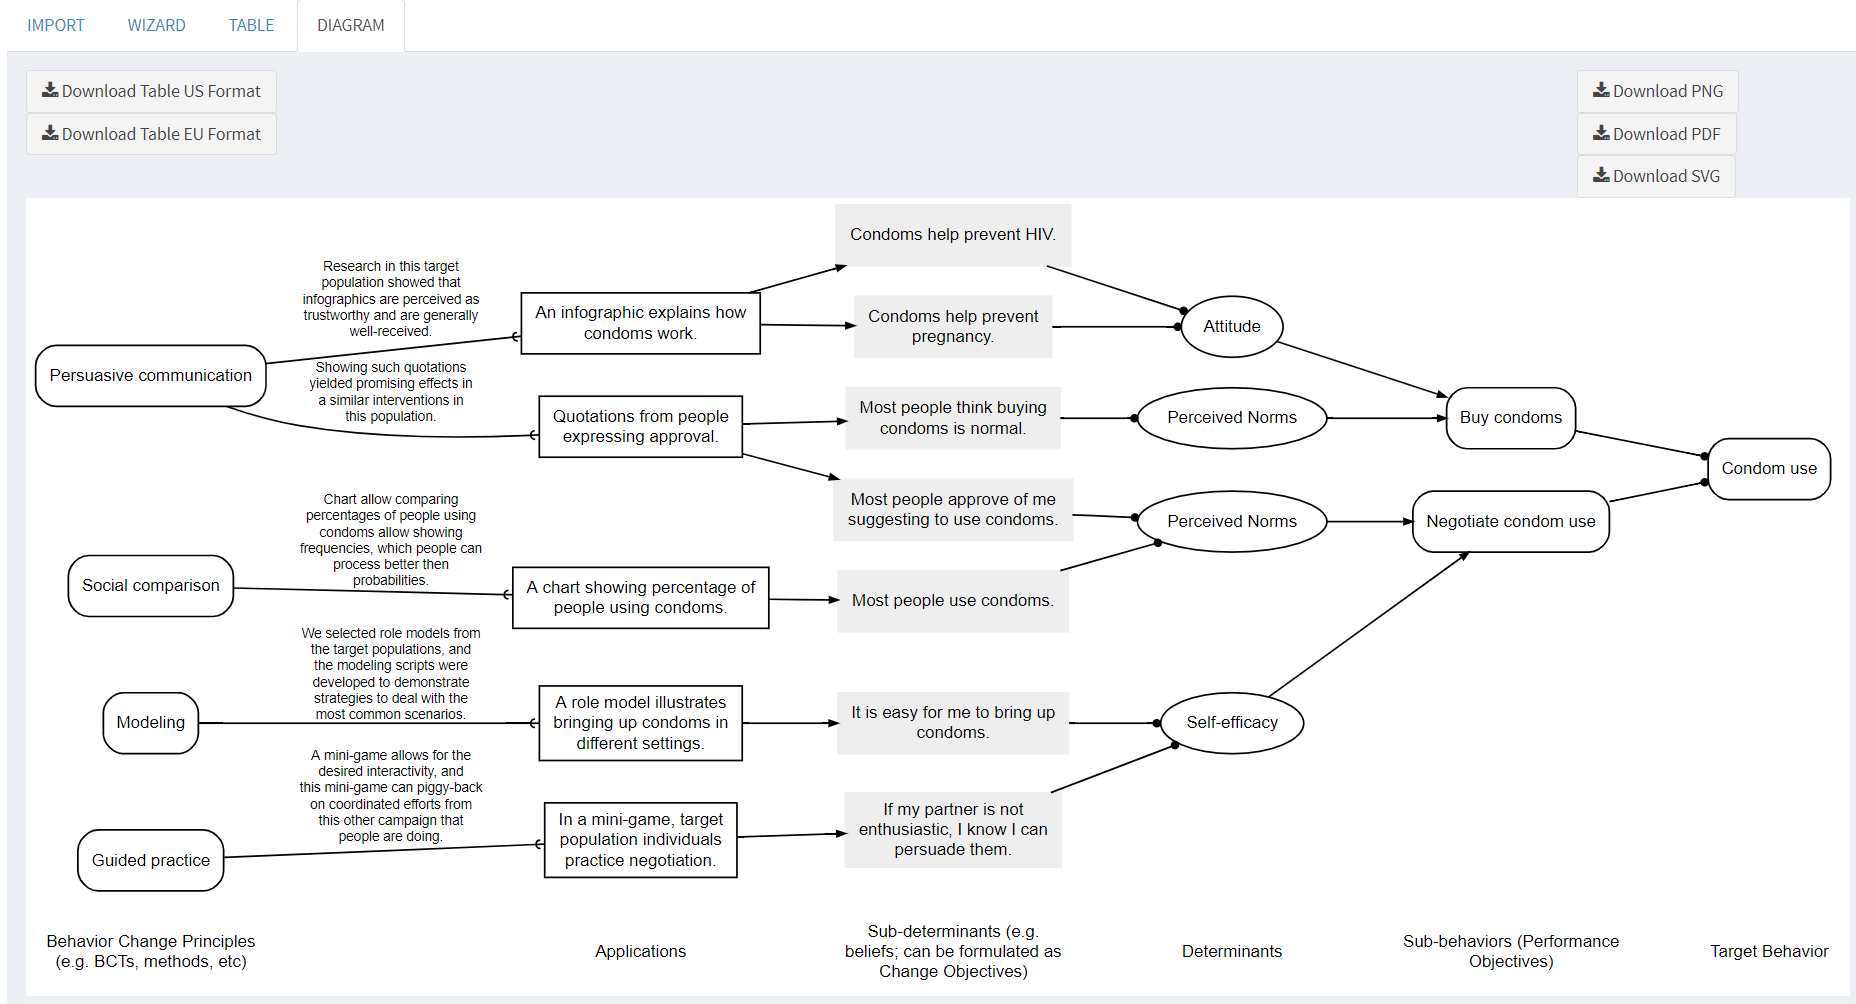 IMPORT
WIZARD
TABLE
DIAGRAM
Download Table US Format
Download Table EU Format
Download PNG
Download PDF
Download SVG
Persuasive communication
Social comparison
Modeling
Guided practice
Research in this target
population showed that
infographics are perceived as
trustworthy and are generally
well-received.
Showing such quotations
yielded promising effects in
a similar interventions in
this population.
Chart allow comparing
percentages of people using
condoms allow showing
frequencies, which people can
process better then
probabilities.
We selected role models from
the target populations, and
the modeling scripts were
developed to demonstrate
strategies to deal with the
most common scenarios.
A mini-game allows for the
desired interactivity, and
this mini-game can piggy-back
on coordinated efforts from
this other campaign that
people are doing.
An infographic explains how
condoms work.
Quotations from people
expressing approval.
A chart showing percentage of
people using condoms.
A role model illustrates
bringing up condoms in
different settings.
In a mini-game, target
population individuals
practice negotiation.
Condoms help prevent HIV.
Condoms help prevent
pregnancy.
Most people think buying
condoms is normal.
Most people approve of me
suggesting to use condoms.
Most people use condoms.
It is easy for me to bring up
condoms.
If my partner is not
enthusiastic, I know I can
persuade them.
Attitude
Perceived Norms
Perceived Norms
Self-efficacy
Buy condoms
Negotiate condom use
Condom use
Behavior Change Principles
(e.g. BCTs, methods, etc)
Applications
Sub-determinants (e.g.
beliefs; can be formulated as
Change Objectives)
Determinants
Sub-behaviors (Performance
Objectives)
Target Behavior